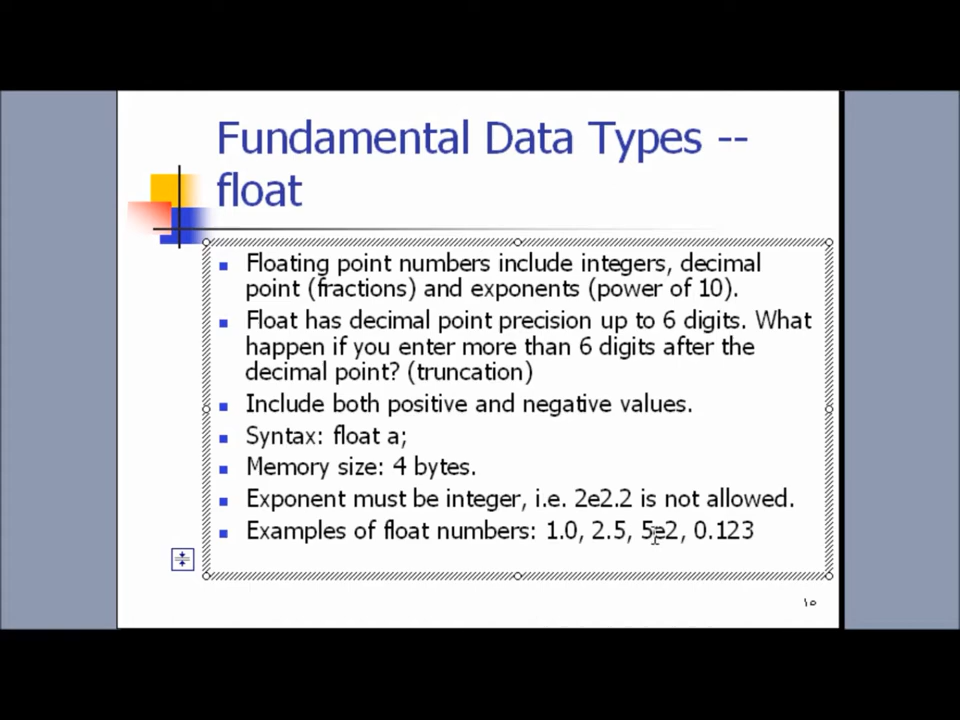 Fundamental Data Types --
float
Floating point numbers include integers, decimal
point (fractions) and exponents (power of 10).
Float has decimal point precision up to 6 digits. What
happen if you enter more than 6 digits after the
decimal point? (truncation)
Include both positive and negative values.
Syntax: float a;
Memory size: 4 bytes.
Exponent must be integer, i.e. 2e2.2 is not allowed.
Examples of float numbers: 1.0, 2.5, 5e2, 0.123
١٥